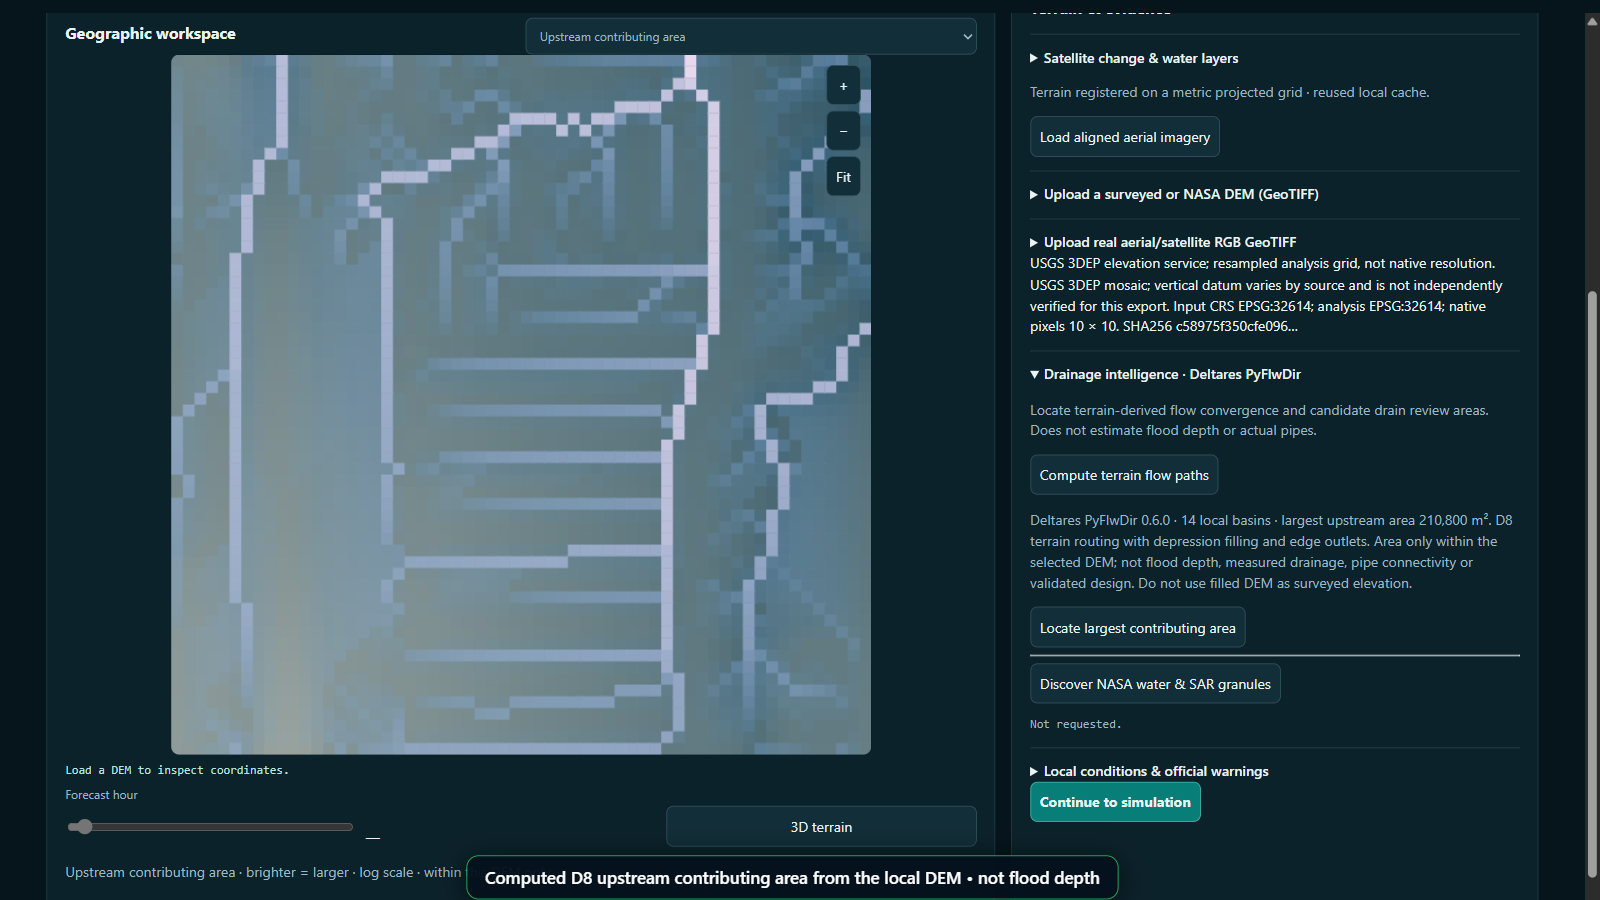 Geographic workspace
Upstream contributing area
+
−
Fit
Load a DEM to inspect coordinates.
Forecast hour
—
3D terrain
Upstream contributing area · brighter = larger · log scale · within
Satellite change & water layers
Terrain registered on a metric projected grid · reused local cache.
Load aligned aerial imagery
Upload a surveyed or NASA DEM (GeoTIFF)
Upload real aerial/satellite RGB GeoTIFF
USGS 3DEP elevation service; resampled analysis grid, not native resolution.
USGS 3DEP mosaic; vertical datum varies by source and is not independently
verified for this export. Input CRS EPSG:32614; analysis EPSG:32614; native
pixels 10 × 10. SHA256 c58975f350cfe096…
Drainage intelligence · Deltares PyFlwDir
Locate terrain-derived flow convergence and candidate drain review areas.
Does not estimate flood depth or actual pipes.
Compute terrain flow paths
Deltares PyFlwDir 0.6.0 · 14 local basins · largest upstream area 210,800 m². D8
terrain routing with depression filling and edge outlets. Area only within the
selected DEM; not flood depth, measured drainage, pipe connectivity or
validated design. Do not use filled DEM as surveyed elevation.
Locate largest contributing area
Discover NASA water & SAR granules
Not requested.
Local conditions & official warnings
Continue to simulation
Computed D8 upstream contributing area from the local DEM • not flood depth